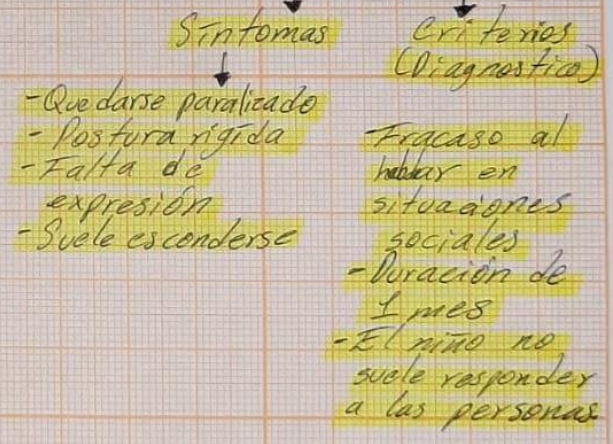 Síntomas
- Quedarse paralizado
- Postura rígida
- Falta de
expresión
- Suele esconderse
Criterios
(Diagnostico)
- Fracaso al
hablar en
situaciones
sociales
- Duración de
1 mes
- El niño no
suele responder
a las personas